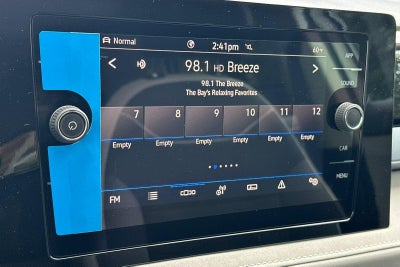 Normal 2:41pm 60°F
APP
98.1 HD Breeze
SOUND
98.1 The Breeze
The Bay's Relaxing Favorites
7 8 9 10 11 12
Empty Empty Empty Empty Empty Empty
CAR
MENU
FM